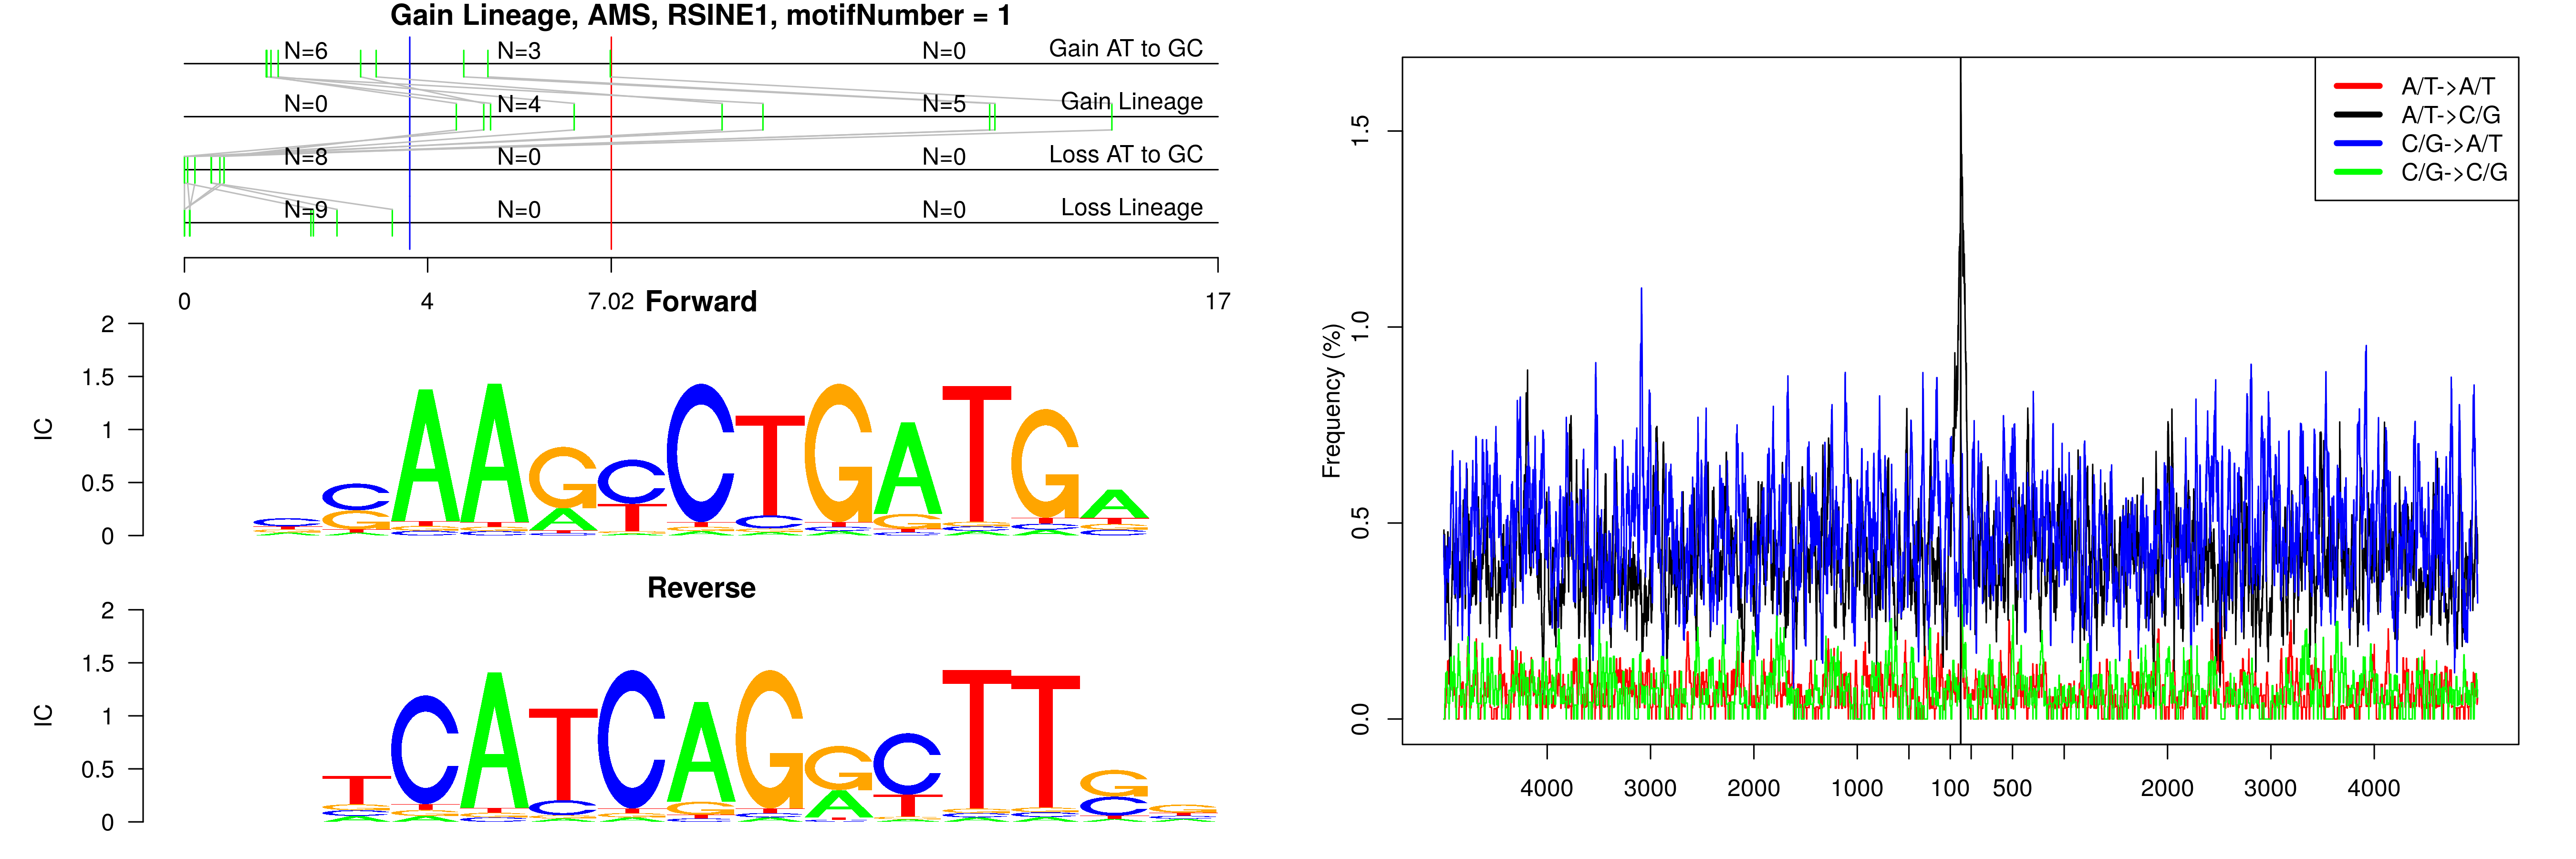 Gain Lineage, AMS, RSINE1, motifNumber = 1
N=6 N=3 N=0 Gain AT to GC
N=0 N=4 N=5 Gain Lineage
N=8 N=0 N=0 Loss AT to GC
N=9 N=0 N=0 Loss Lineage
0 4 7.02 17
Forward
IC
2
1.5
1
0.5
0
CAAGCCTGATGA
Reverse
IC
2
1.5
1
0.5
0
TCATCAGGCTTG
Frequency (%)
1.5
1.0
0.5
0.0
A/T->A/T
A/T->C/G
C/G->A/T
C/G->C/G
4000 3000 2000 1000 100 500 2000 3000 4000